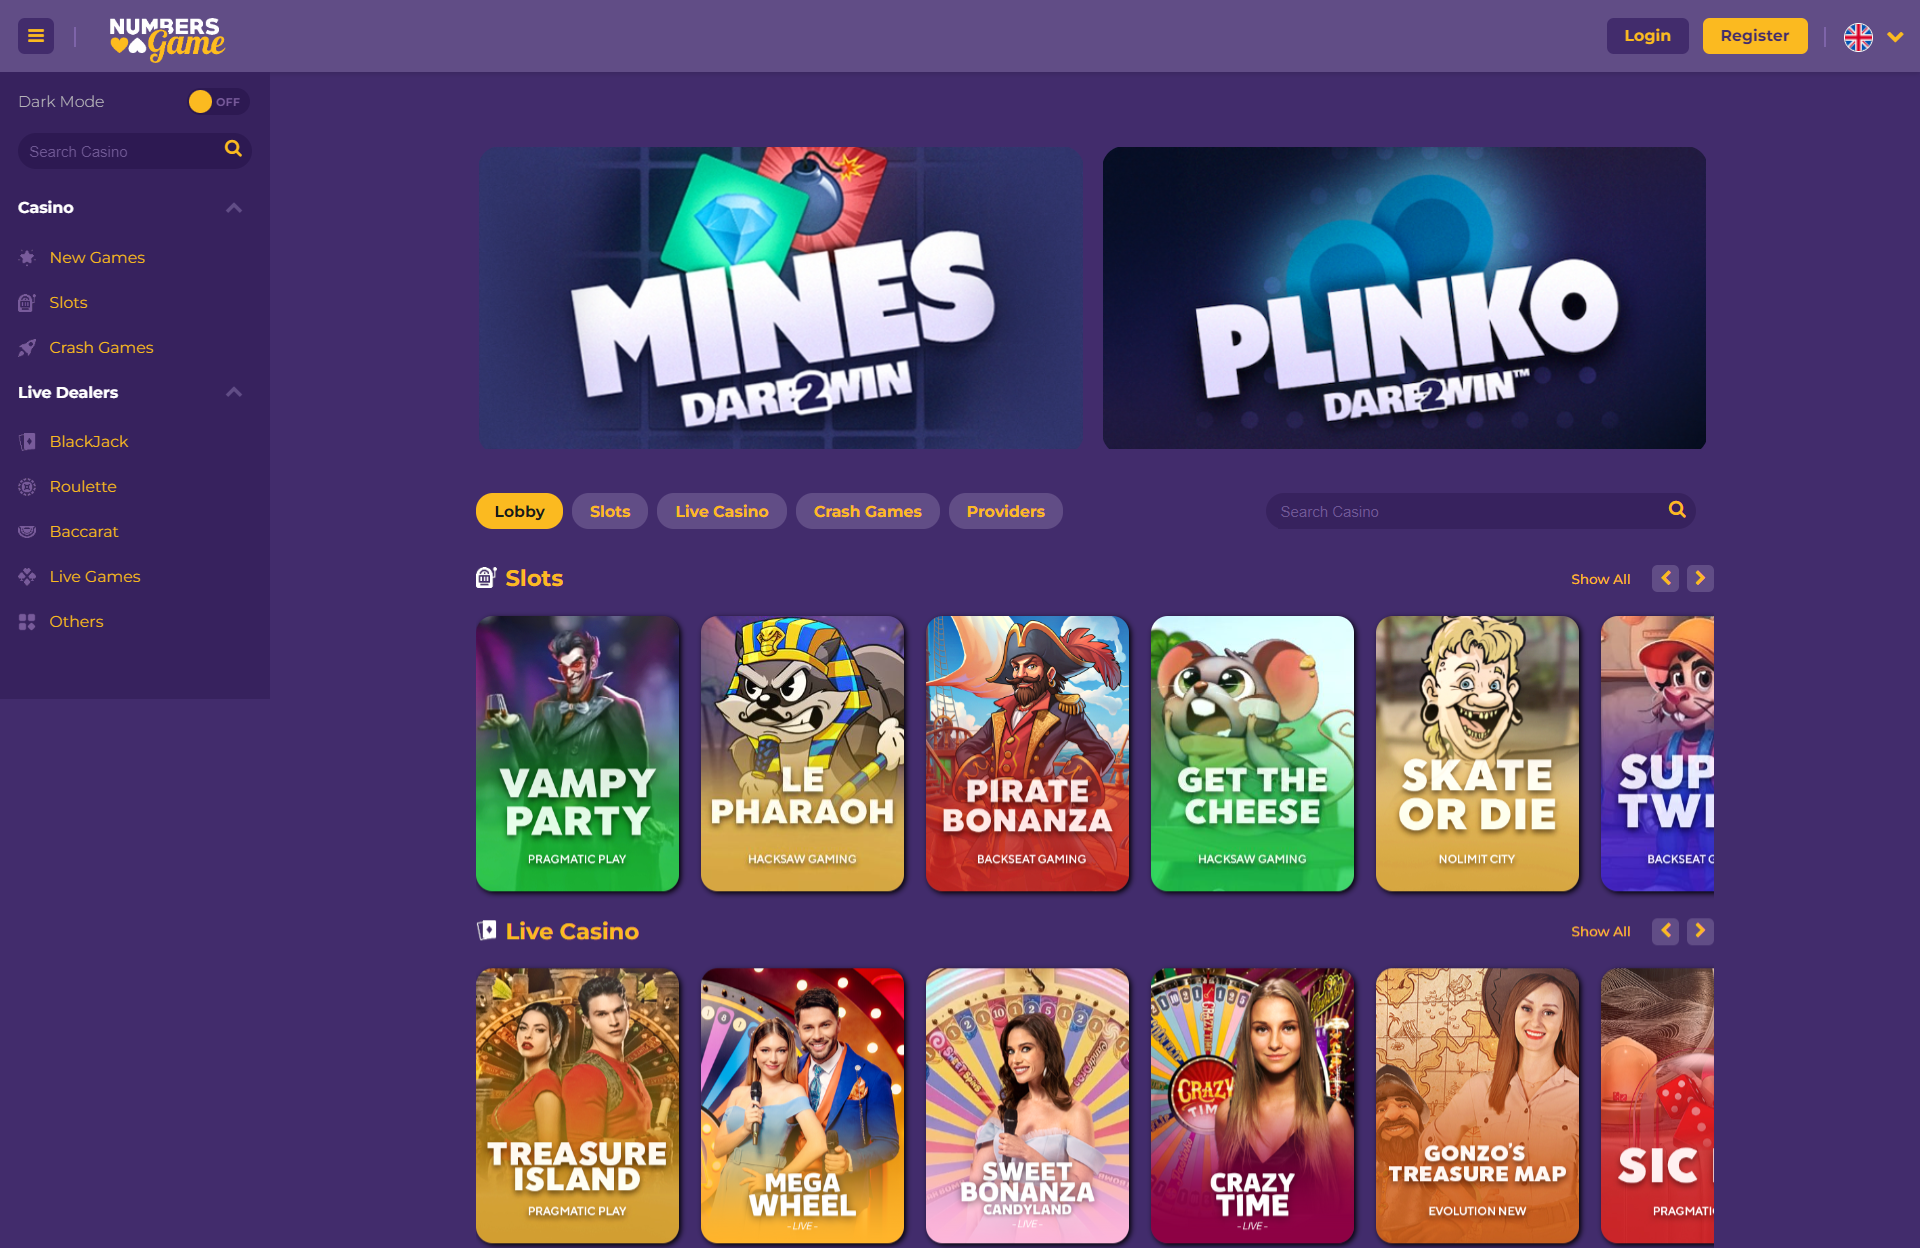 NUMBERS
Game
Login
Register
Dark Mode
OFF
Search Casino
Casino
New Games
Slots
Crash Games
Live Dealers
BlackJack
Roulette
Baccarat
Live Games
Others
MINES
DARE2WIN
PLINKO
DARE2WIN™
Lobby
Slots
Live Casino
Crash Games
Providers
Search Casino
Slots
Show All
VAMPY
PARTY
PRAGMATIC PLAY
LE
PHARAOH
HACKSAW GAMING
PIRATE
BONANZA
BACKSEAT GAMING
GET THE
CHEESE
HACKSAW GAMING
SKATE
OR DIE
NOLIMIT CITY
SUP
TWI
BACKSEAT G
Live Casino
Show All
TREASURE
ISLAND
PRAGMATIC PLAY
MEGA
WHEEL
- LIVE -
SWEET
BONANZA
CANDYLAND
- LIVE -
CRAZY
TIME
CRAZY
TIME
- LIVE -
GONZO'S
TREASURE MAP
EVOLUTION NEW
SIC
PRAGMATI